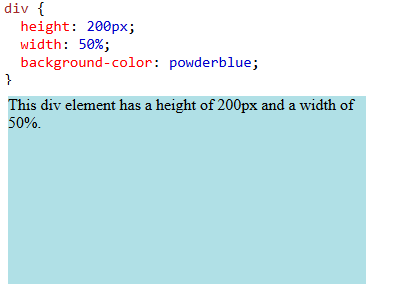 div {
  height: 200px;
  width: 50%;
  background-color: powderblue;
}
This div element has a height of 200px and a width of
50%.